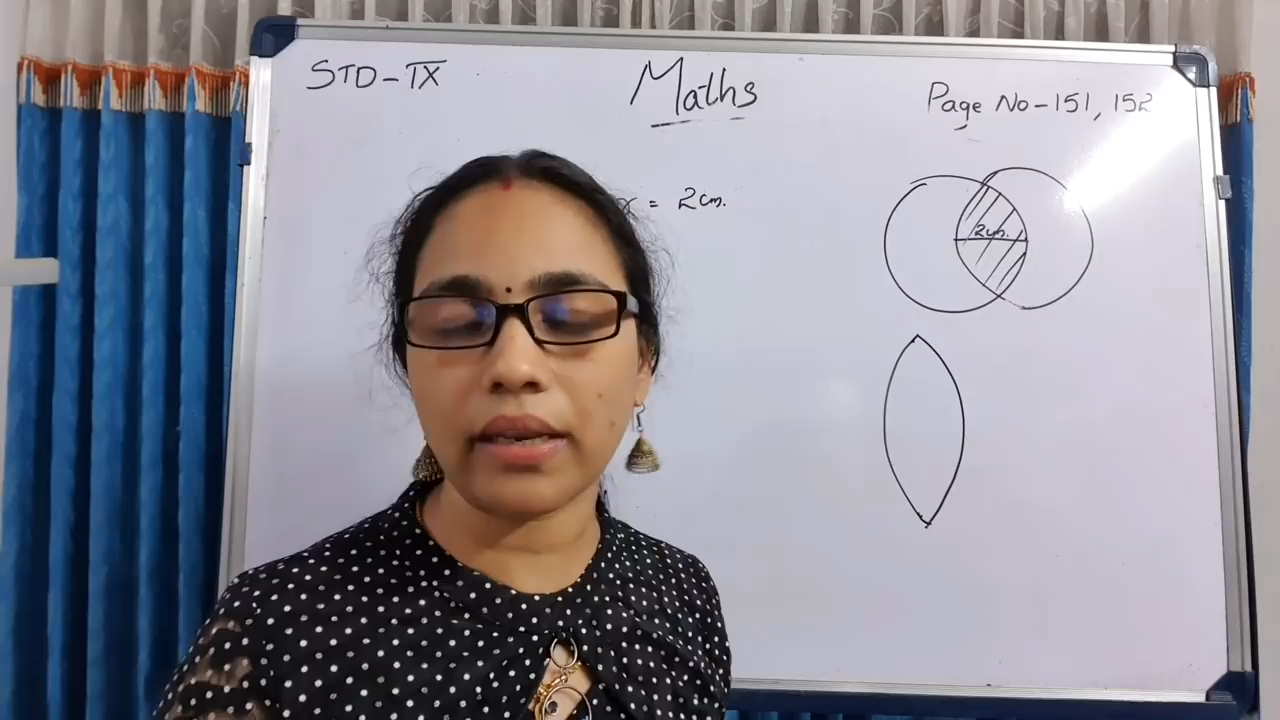 STD-IX
Maths
Page No-151, 152
r = 2cm.
2cm.